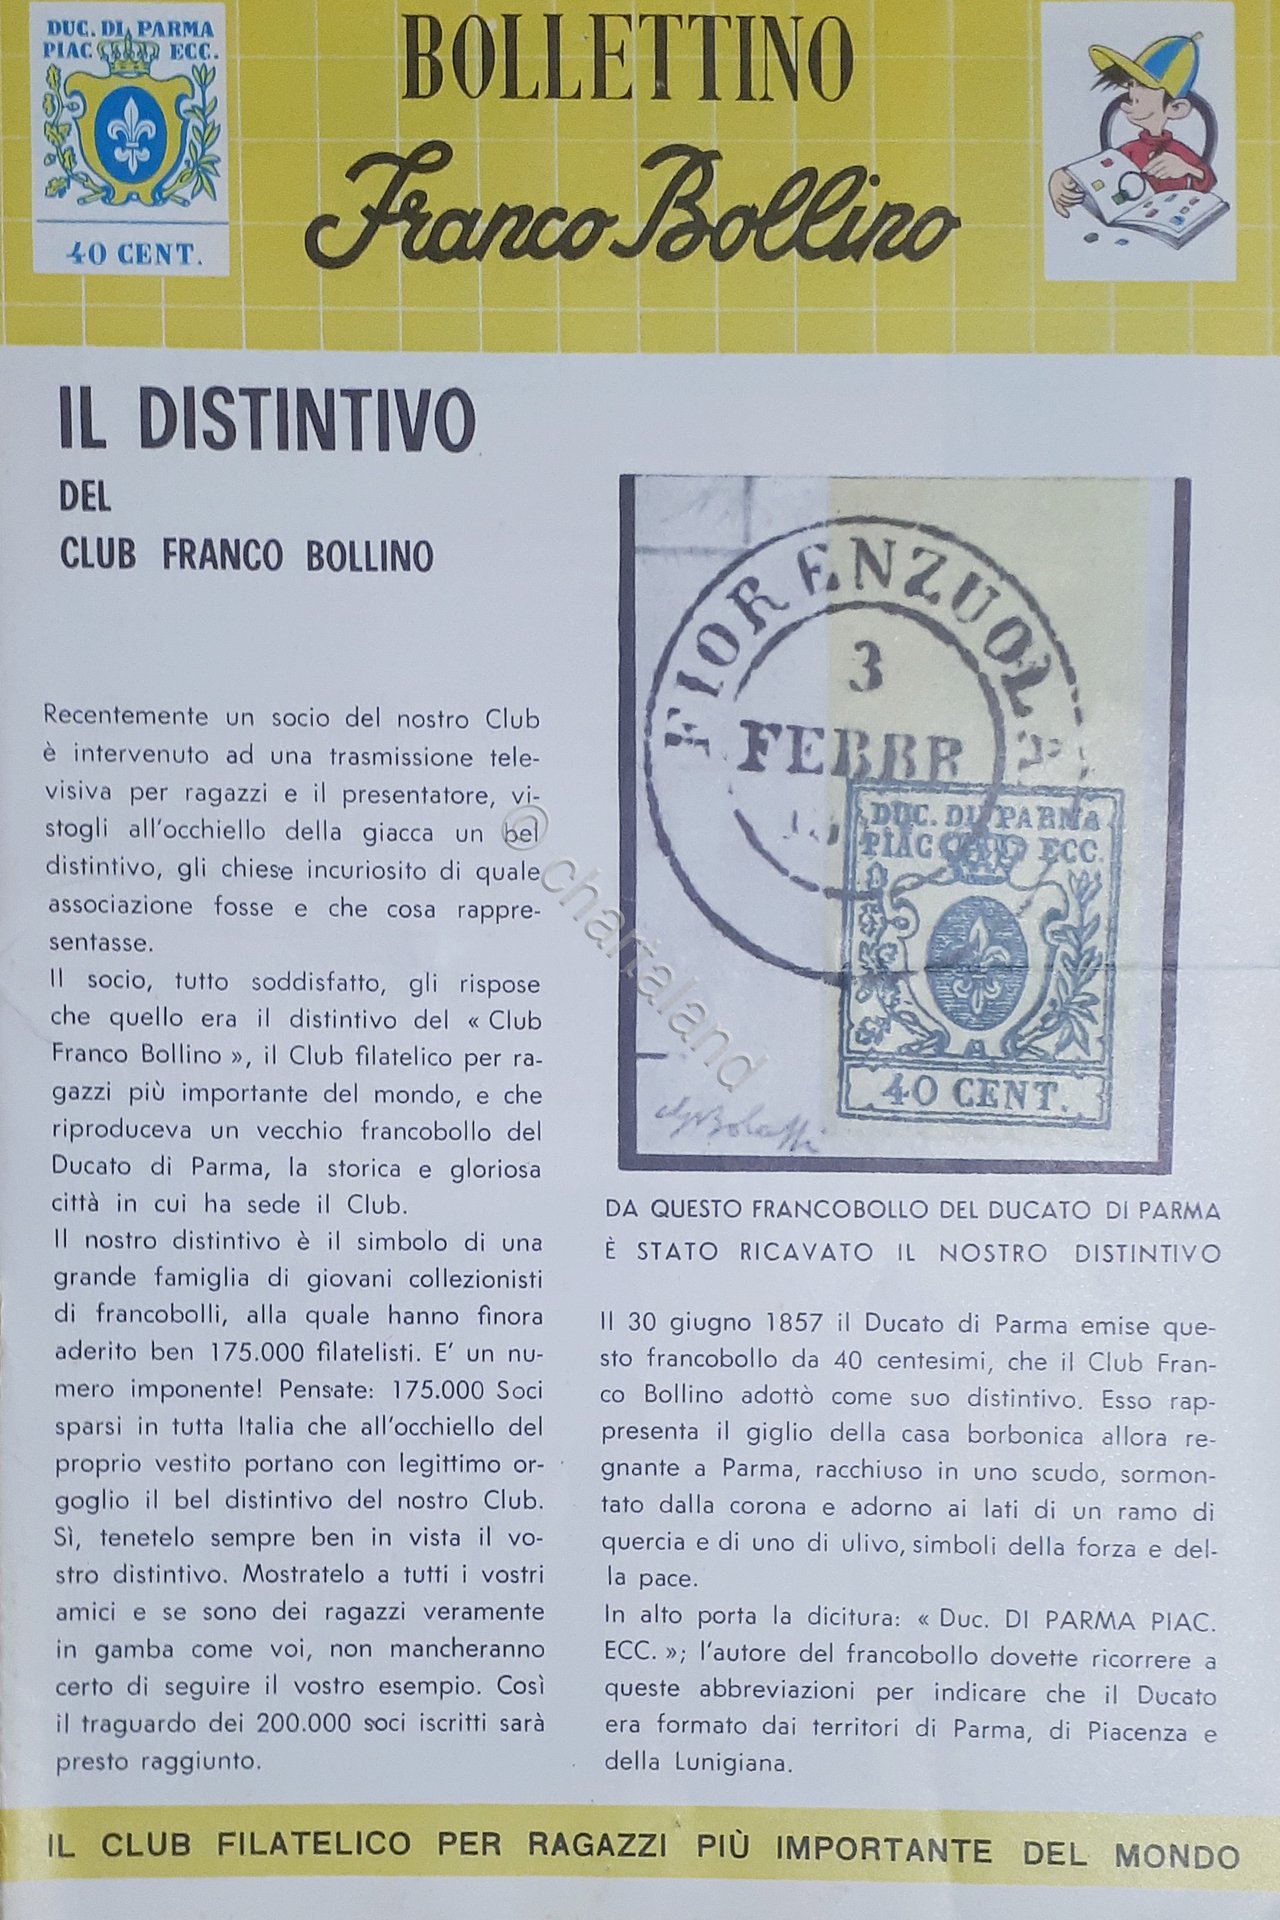 DUC. DI PARMA
PIAC ECC.
40 CENT.
BOLLETTINO
Franco Bollino
IL DISTINTIVO
DEL
CLUB FRANCO BOLLINO
Recentemente un socio del nostro Club
è intervenuto ad una trasmissione tele-
visiva per ragazzi e il presentatore, vi-
stogli all'occhiello della giacca un bel
distintivo, gli chiese incuriosito di quale
associazione fosse e che cosa rappre-
sentasse.
Il socio, tutto soddisfatto, gli rispose
che quello era il distintivo del « Club
Franco Bollino », il Club filatelico per ra-
gazzi più importante del mondo, e che
riproduceva un vecchio francobollo del
Ducato di Parma, la storica e gloriosa
città in cui ha sede il Club.
Il nostro distintivo è il simbolo di una
grande famiglia di giovani collezionisti
di francobolli, alla quale hanno finora
aderito ben 175.000 filatelisti. E' un nu-
mero imponente! Pensate: 175.000 Soci
sparsi in tutta Italia che all'occhiello del
proprio vestito portano con legittimo or-
goglio il bel distintivo del nostro Club.
Sì, tenetelo sempre ben in vista il vo-
stro distintivo. Mostratelo a tutti i vostri
amici e se sono dei ragazzi veramente
in gamba come voi, non mancheranno
certo di seguire il vostro esempio. Così
il traguardo dei 200.000 soci iscritti sarà
presto raggiunto.
FIORENZUOLA
3
FEBBR
DUC. DI PARMA
PIAC ECC.
40 CENT.
© chartaland
DA QUESTO FRANCOBOLLO DEL DUCATO DI PARMA
È STATO RICAVATO IL NOSTRO DISTINTIVO
Il 30 giugno 1857 il Ducato di Parma emise que-
sto francobollo da 40 centesimi, che il Club Fran-
co Bollino adottò come suo distintivo. Esso rap-
presenta il giglio della casa borbonica allora re-
gnante a Parma, racchiuso in uno scudo, sormon-
tato dalla corona e adorno ai lati di un ramo di
quercia e di uno di ulivo, simboli della forza e del-
la pace.
In alto porta la dicitura: « Duc. DI PARMA PIAC.
ECC. »; l'autore del francobollo dovette ricorrere a
queste abbreviazioni per indicare che il Ducato
era formato dai territori di Parma, di Piacenza e
della Lunigiana.
IL CLUB FILATELICO PER RAGAZZI PIÙ IMPORTANTE DEL MONDO